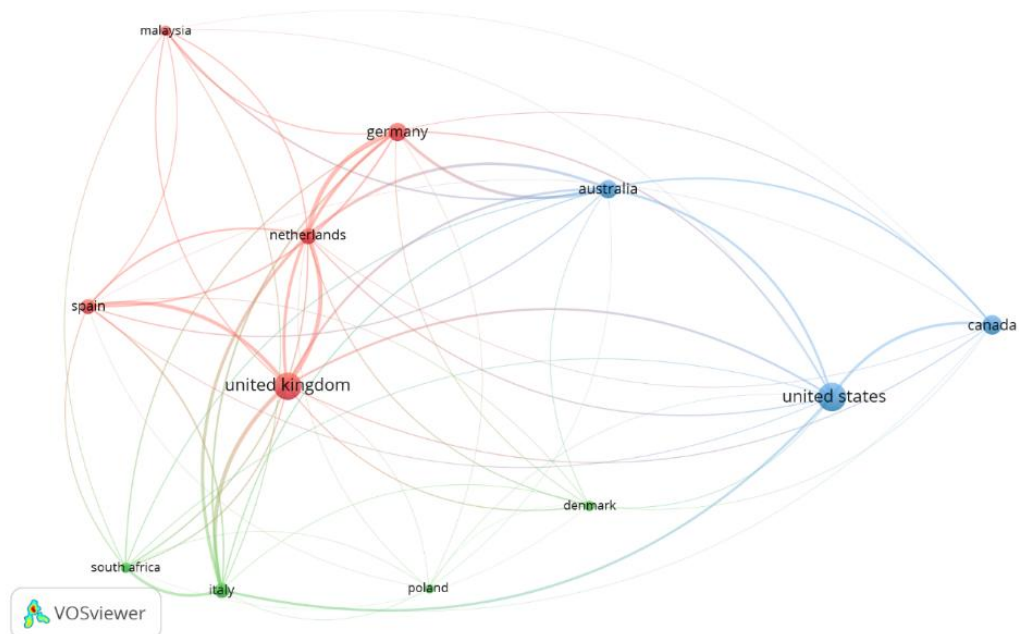 malaysia
germany
australia
netherlands
spain
canada
united kingdom
united states
denmark
south africa
italy
poland
VOSviewer